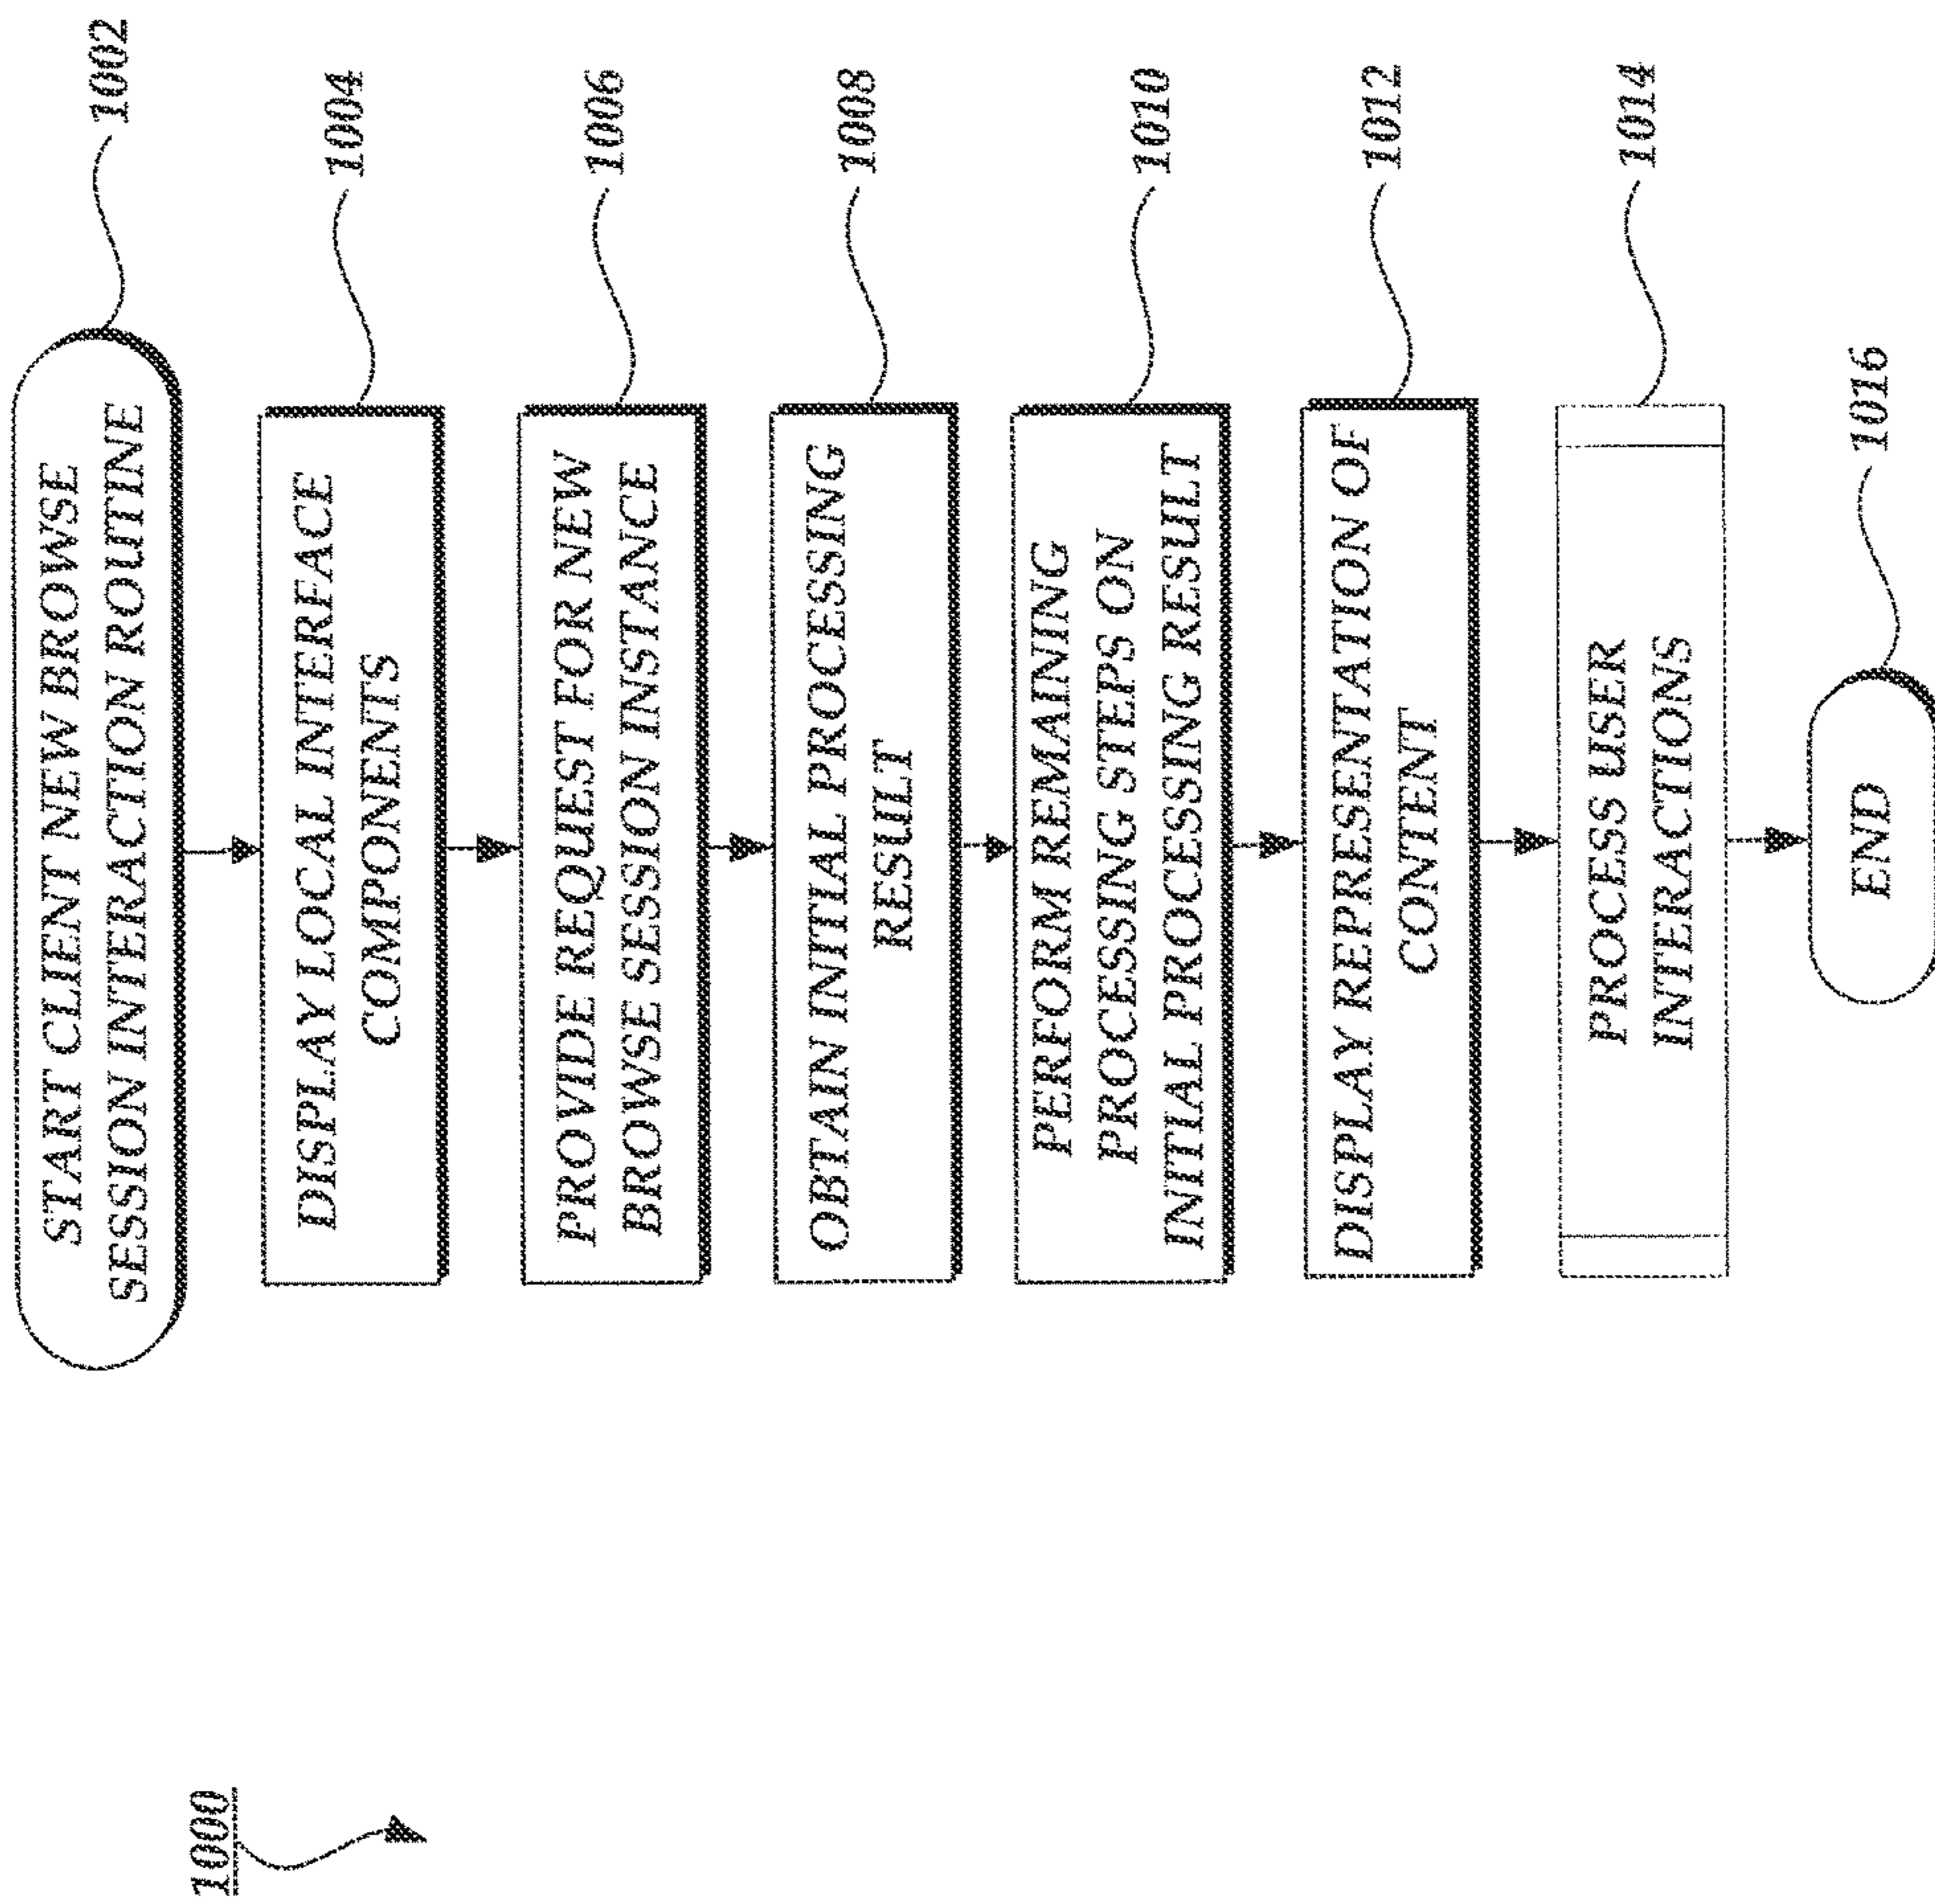 1000
START CLIENT NEW BROWSE
SESSION INTERACTION ROUTINE
1002
DISPLAY LOCAL INTERFACE
COMPONENTS
1004
PROVIDE REQUEST FOR NEW
BROWSE SESSION INSTANCE
1006
OBTAIN INITIAL PROCESSING
RESULT
1008
PERFORM REMAINING
PROCESSING STEPS ON
INITIAL PROCESSING RESULT
1010
DISPLAY REPRESENTATION OF
CONTENT
1012
PROCESS USER
INTERACTIONS
1014
END
1016